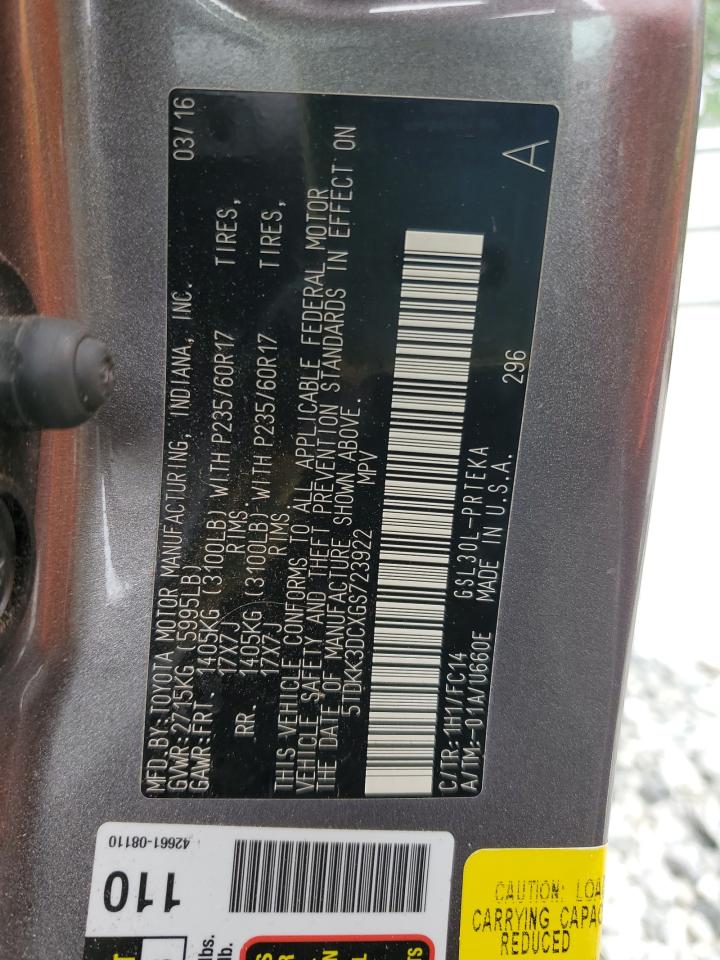 MFD.BY:TOYOTA MOTOR MANUFACTURING, INDIANA, INC. 03/16
GVWR:2715KG (5995LB)
GAWR:FRT. 1405KG (3100LB) WITH P235/60R17 TIRES,
17X7J RIMS
RR. 1405KG (3100LB) WITH P235/60R17 TIRES,
17X7J RIMS.
THIS VEHICLE CONFORMS TO ALL APPLICABLE FEDERAL MOTOR
VEHICLE SAFETY AND THEFT PREVENTION STANDARDS IN EFFECT ON
THE DATE OF MANUFACTURE SHOWN ABOVE.
5TDKK3DCXGS723922 MPV
C/TR:1H1/FC14 GSL30L-PRTEKA
A/TM:-01A/U660E MADE IN U.S.A. 296 A
42661-08110
110
lbs.
lb.
CAUTION: LOA
CARRYING CAPAC
REDUCED